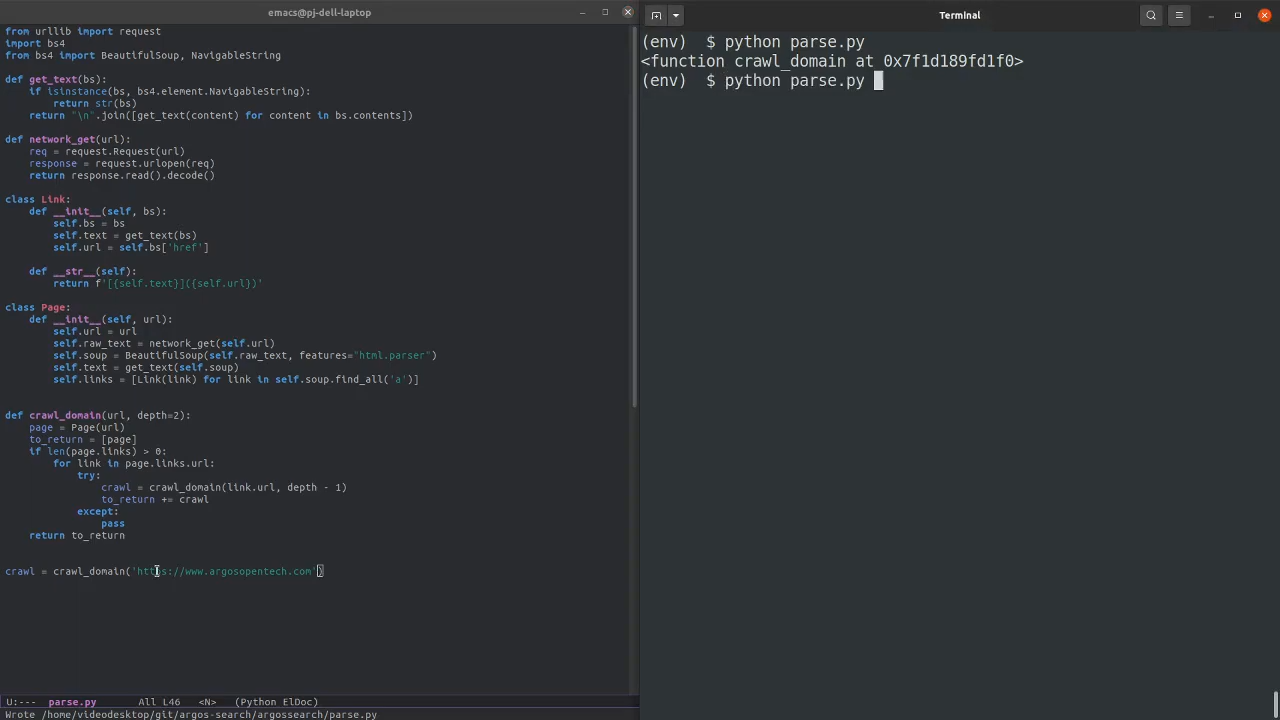 emacs@pj-dell-laptop
from urllib import request
import bs4
from bs4 import BeautifulSoup, NavigableString
def get_text(bs):
    if isinstance(bs, bs4.element.NavigableString):
        return str(bs)
    return "\n".join([get_text(content) for content in bs.contents])
def network_get(url):
    req = request.Request(url)
    response = request.urlopen(req)
    return response.read().decode()
class Link:
    def __init__(self, bs):
        self.bs = bs
        self.text = get_text(bs)
        self.url = self.bs['href']
    def __str__(self):
        return f'[{self.text}]({self.url})'
class Page:
    def __init__(self, url):
        self.url = url
        self.raw_text = network_get(self.url)
        self.soup = BeautifulSoup(self.raw_text, features="html.parser")
        self.text = get_text(self.soup)
        self.links = [Link(link) for link in self.soup.find_all('a')]
def crawl_domain(url, depth=2):
    page = Page(url)
    to_return = [page]
    if len(page.links) > 0:
        for link in page.links.url:
            try:
                crawl = crawl_domain(link.url, depth - 1)
                to_return += crawl
            except:
                pass
    return to_return
crawl = crawl_domain('https://www.argosopentech.com')
U:---  parse.py       All L46   <N>   (Python ElDoc)
Wrote /home/videodesktop/git/argos-search/argossearch/parse.py
Terminal
(env)  $ python parse.py
<function crawl_domain at 0x7f1d189fd1f0>
(env)  $ python parse.py